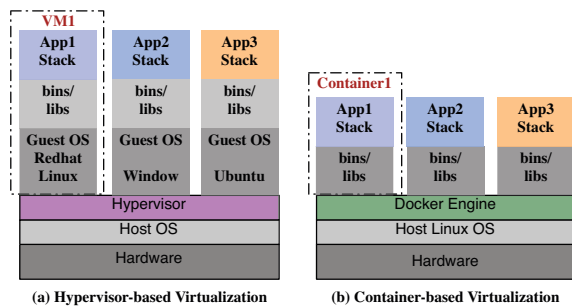 VM1
App1
Stack
App2
Stack
App3
Stack
bins/
libs
bins/
libs
bins/
libs
Guest OS
Redhat
Linux
Guest OS
Window
Guest OS
Ubuntu
Hypervisor
Host OS
Hardware
(a) Hypervisor-based Virtualization
Container1
App1
Stack
App2
Stack
App3
Stack
bins/
libs
bins/
libs
bins/
libs
Docker Engine
Host Linux OS
Hardware
(b) Container-based Virtualization